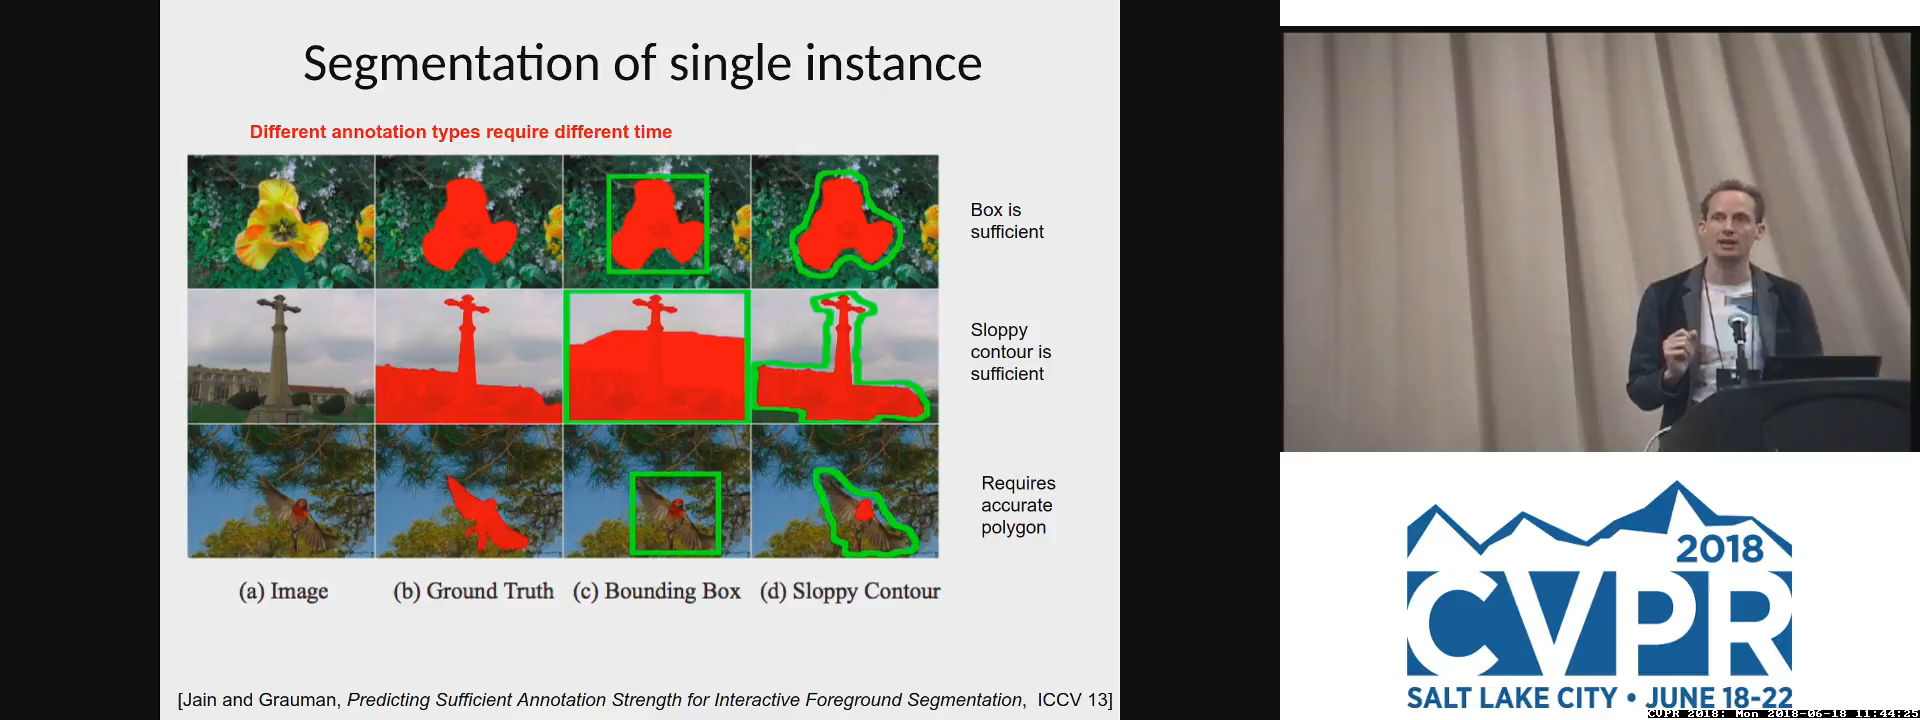 Segmentation of single instance
Different annotation types require different time
Box is
sufficient
Sloppy
contour is
sufficient
Requires
accurate
polygon
(a) Image
(b) Ground Truth
(c) Bounding Box
(d) Sloppy Contour
[Jain and Grauman, Predicting Sufficient Annotation Strength for Interactive Foreground Segmentation, ICCV 13]
2018
CVPR
SALT LAKE CITY • JUNE 18-22
CVPR 2018: Mon 2018-06-18 11:44:25